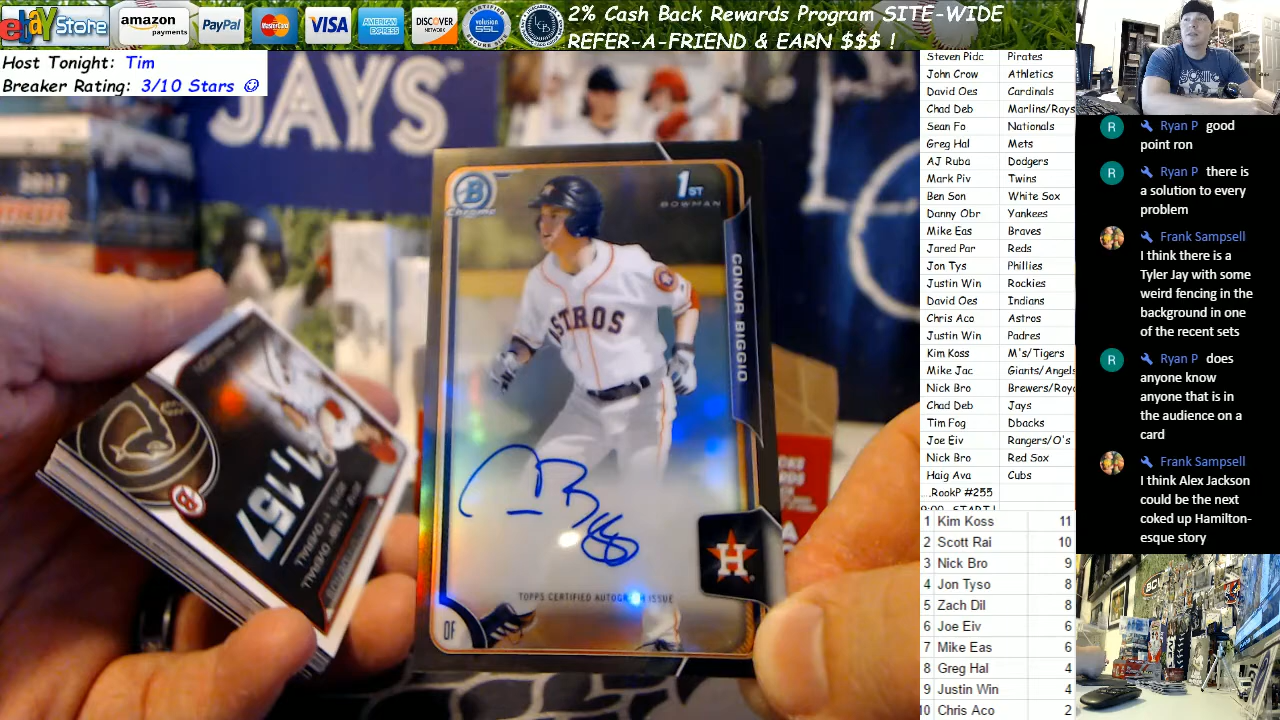 ebay Store
amazon
payments
PayPal
MasterCard
VISA
AMERICAN
EXPRESS
DISCOVER
NETWORK
2% Cash Back Rewards Program SITE-WIDE
REFER-A-FRIEND & EARN $$$ !
Host Tonight: Tim
Breaker Rating: 3/10 Stars ☺
JAYS
2017
B
Chrome
1ST
BOWMAN
CONOR BIGGIO
ASTROS
TOPPS CERTIFIED AUTOGRAPH ISSUE
OF
H
1,157
Steven Pidc Pirates
John Crow Athletics
David Oes Cardinals
Chad Deb Marlins/Rays
Sean Fo Nationals
Greg Hal Mets
AJ Ruba Dodgers
Mark Piv Twins
Ben Son White Sox
Danny Obr Yankees
Mike Eas Braves
Jared Par Reds
Jon Tys Phillies
Justin Win Rockies
David Oes Indians
Chris Aco Astros
Justin Win Padres
Kim Koss M's/Tigers
Mike Jac Giants/Angels
Nick Bro Brewers/Royo
Chad Deb Jays
Tim Fog Dbacks
Joe Eiv Rangers/O's
Nick Bro Red Sox
Haig Ava Cubs
...RookP #255
9:00 START!
1 Kim Koss 11
2 Scott Rai 10
3 Nick Bro 9
4 Jon Tyso 8
5 Zach Dil 8
6 Joe Eiv 6
7 Mike Eas 6
8 Greg Hal 4
9 Justin Win 4
10 Chris Aco 2
R Ryan P good
point ron
R Ryan P there is
a solution to every
problem
Frank Sampsell
I think there is a
Tyler Jay with some
weird fencing in the
background in one
of the recent sets
R Ryan P does
anyone know
anyone that is in
the audience on a
card
Frank Sampsell
I think Alex Jackson
could be the next
coked up Hamilton-
esque story